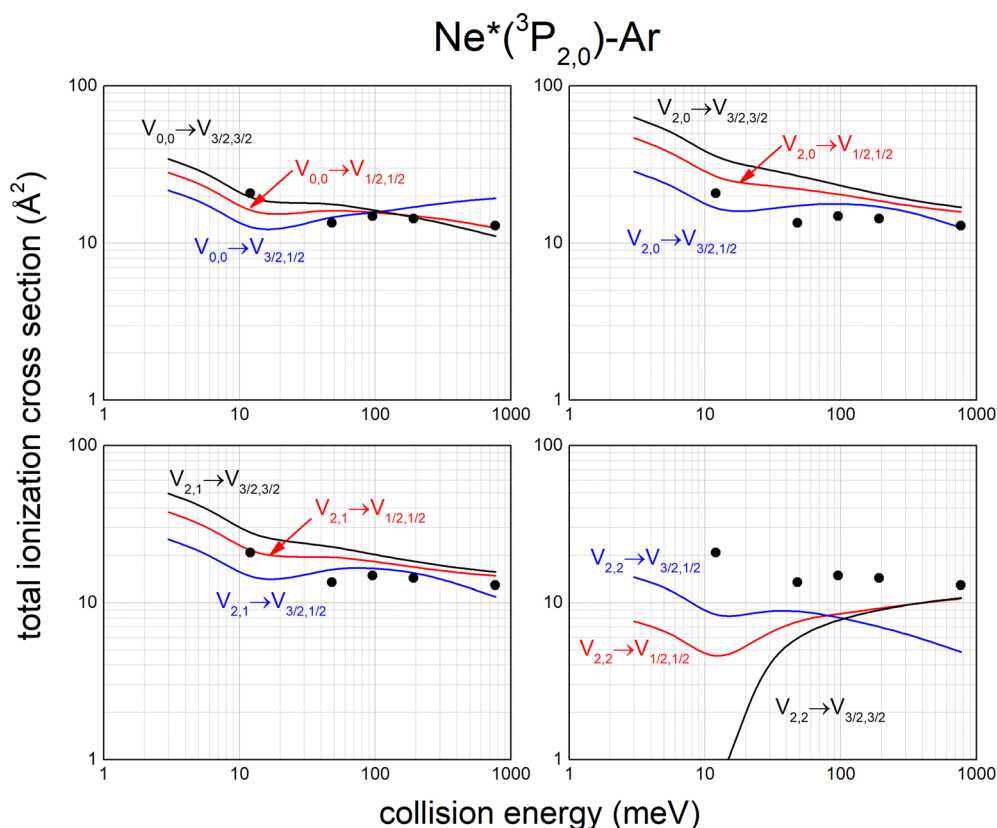 Ne*(³P₂,₀)-Ar
total ionization cross section (Å²)
100
10
1
1
10
100
1000
V₀,₀→V₃/₂,₃/₂
V₀,₀→V₁/₂,₁/₂
V₀,₀→V₃/₂,₁/₂
100
10
1
1
10
100
1000
V₂,₀→V₃/₂,₃/₂
V₂,₀→V₁/₂,₁/₂
V₂,₀→V₃/₂,₁/₂
100
10
1
1
10
100
1000
V₂,₁→V₃/₂,₃/₂
V₂,₁→V₁/₂,₁/₂
V₂,₁→V₃/₂,₁/₂
100
10
1
1
10
100
1000
V₂,₂→V₃/₂,₁/₂
V₂,₂→V₁/₂,₁/₂
V₂,₂→V₃/₂,₃/₂
collision energy (meV)